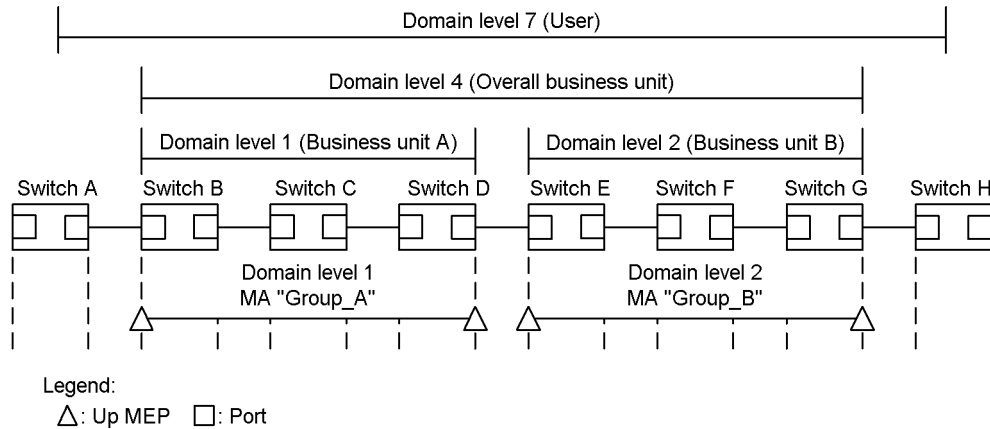 Domain level 7 (User)
Domain level 4 (Overall business unit)
Domain level 1 (Business unit A)
Domain level 2 (Business unit B)
Switch A
Switch B
Switch C
Switch D
Switch E
Switch F
Switch G
Switch H
Domain level 1
MA "Group_A"
Domain level 2
MA "Group_B"
Legend:
: Up MEP
: Port